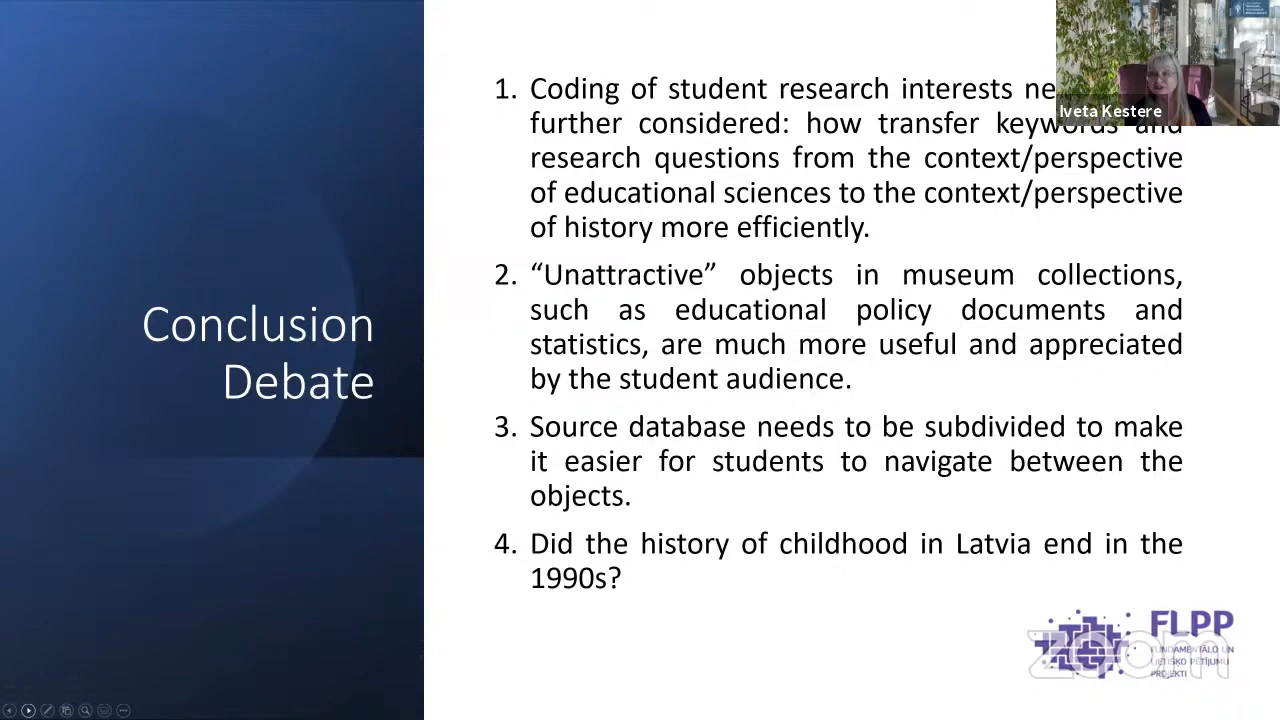 Conclusion
Debate
1. Coding of student research interests
further considered: how transfer keywords and
research questions from the context/perspective
of educational sciences to the context/perspective
of history more efficiently.
2. “Unattractive” objects in museum collections,
such as educational policy documents and
statistics, are much more useful and appreciated
by the student audience.
3. Source database needs to be subdivided to make
it easier for students to navigate between the
objects.
4. Did the history of childhood in Latvia end in the
1990s?
Iveta Kestere
FLPP
FUNDAMENTĀLO UN
LIETIŠĶO PĒTĪJUMU
PROJEKTI
zoom